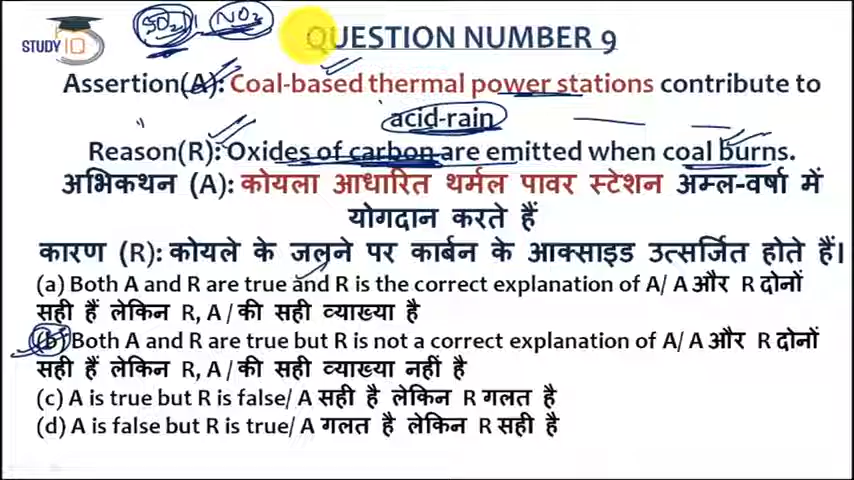 SO₂ NO₂
STUDY IQ
QUESTION NUMBER 9
Assertion(A): Coal-based thermal power stations contribute to
acid-rain
Reason(R): Oxides of carbon are emitted when coal burns.
अभिकथन (A): कोयला आधारित थर्मल पावर स्टेशन अम्ल-वर्षा में
योगदान करते हैं
कारण (R): कोयले के जलने पर कार्बन के आक्साइड उत्सर्जित होते हैं।
(a) Both A and R are true and R is the correct explanation of A/ A और R दोनों
सही हैं लेकिन R, A /की सही व्याख्या है
(b) Both A and R are true but R is not a correct explanation of A/ A और R दोनों
सही हैं लेकिन R, A /की सही व्याख्या नहीं है
(c) A is true but R is false/ A सही है लेकिन R गलत है
(d) A is false but R is true/ A गलत है लेकिन R सही है